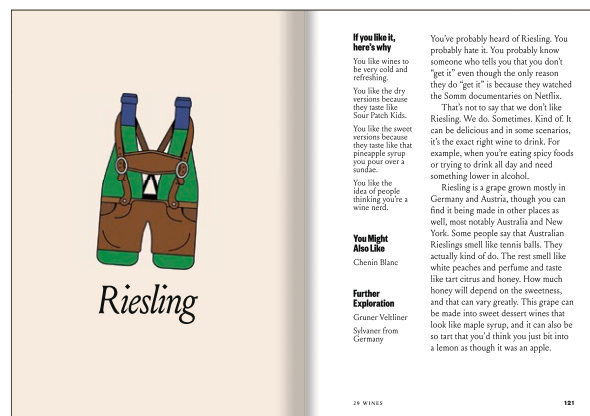 Riesling
If you like it,
here's why
You like wines to
be very cold and
refreshing.
You like the dry
versions because
they taste like
Sour Patch Kids.
You like the sweet
versions because
they taste like that
pineapple syrup
you pour over a
sundae.
You like the
idea of people
thinking you're a
wine nerd.
You Might
Also Like
Chenin Blanc
Further
Exploration
Gruner Veltliner
Sylvaner from
Germany
You've probably heard of Riesling. You
probably hate it. You probably know
someone who tells you that you don't
"get it" even though the only reason
they do "get it" is because they watched
the Somm documentaries on Netflix.
That's not to say that we don't like
Riesling. We do. Sometimes. Kind of. It
can be delicious and in some scenarios,
it's the exact right wine to drink. For
example, when you're eating spicy foods
or trying to drink all day and need
something lower in alcohol.
Riesling is a grape grown mostly in
Germany and Austria, though you can
find it being made in other places as
well, most notably Australia and New
York. Some people say that Australian
Rieslings smell like tennis balls. They
actually kind of do. The rest smell like
white peaches and perfume and taste
like tart citrus and honey. How much
honey will depend on the sweetness,
and that can vary greatly. This grape can
be made into sweet dessert wines that
look like maple syrup, and it can also be
so tart that you'd think you just bit into
a lemon as though it was an apple.
29 WINES
121